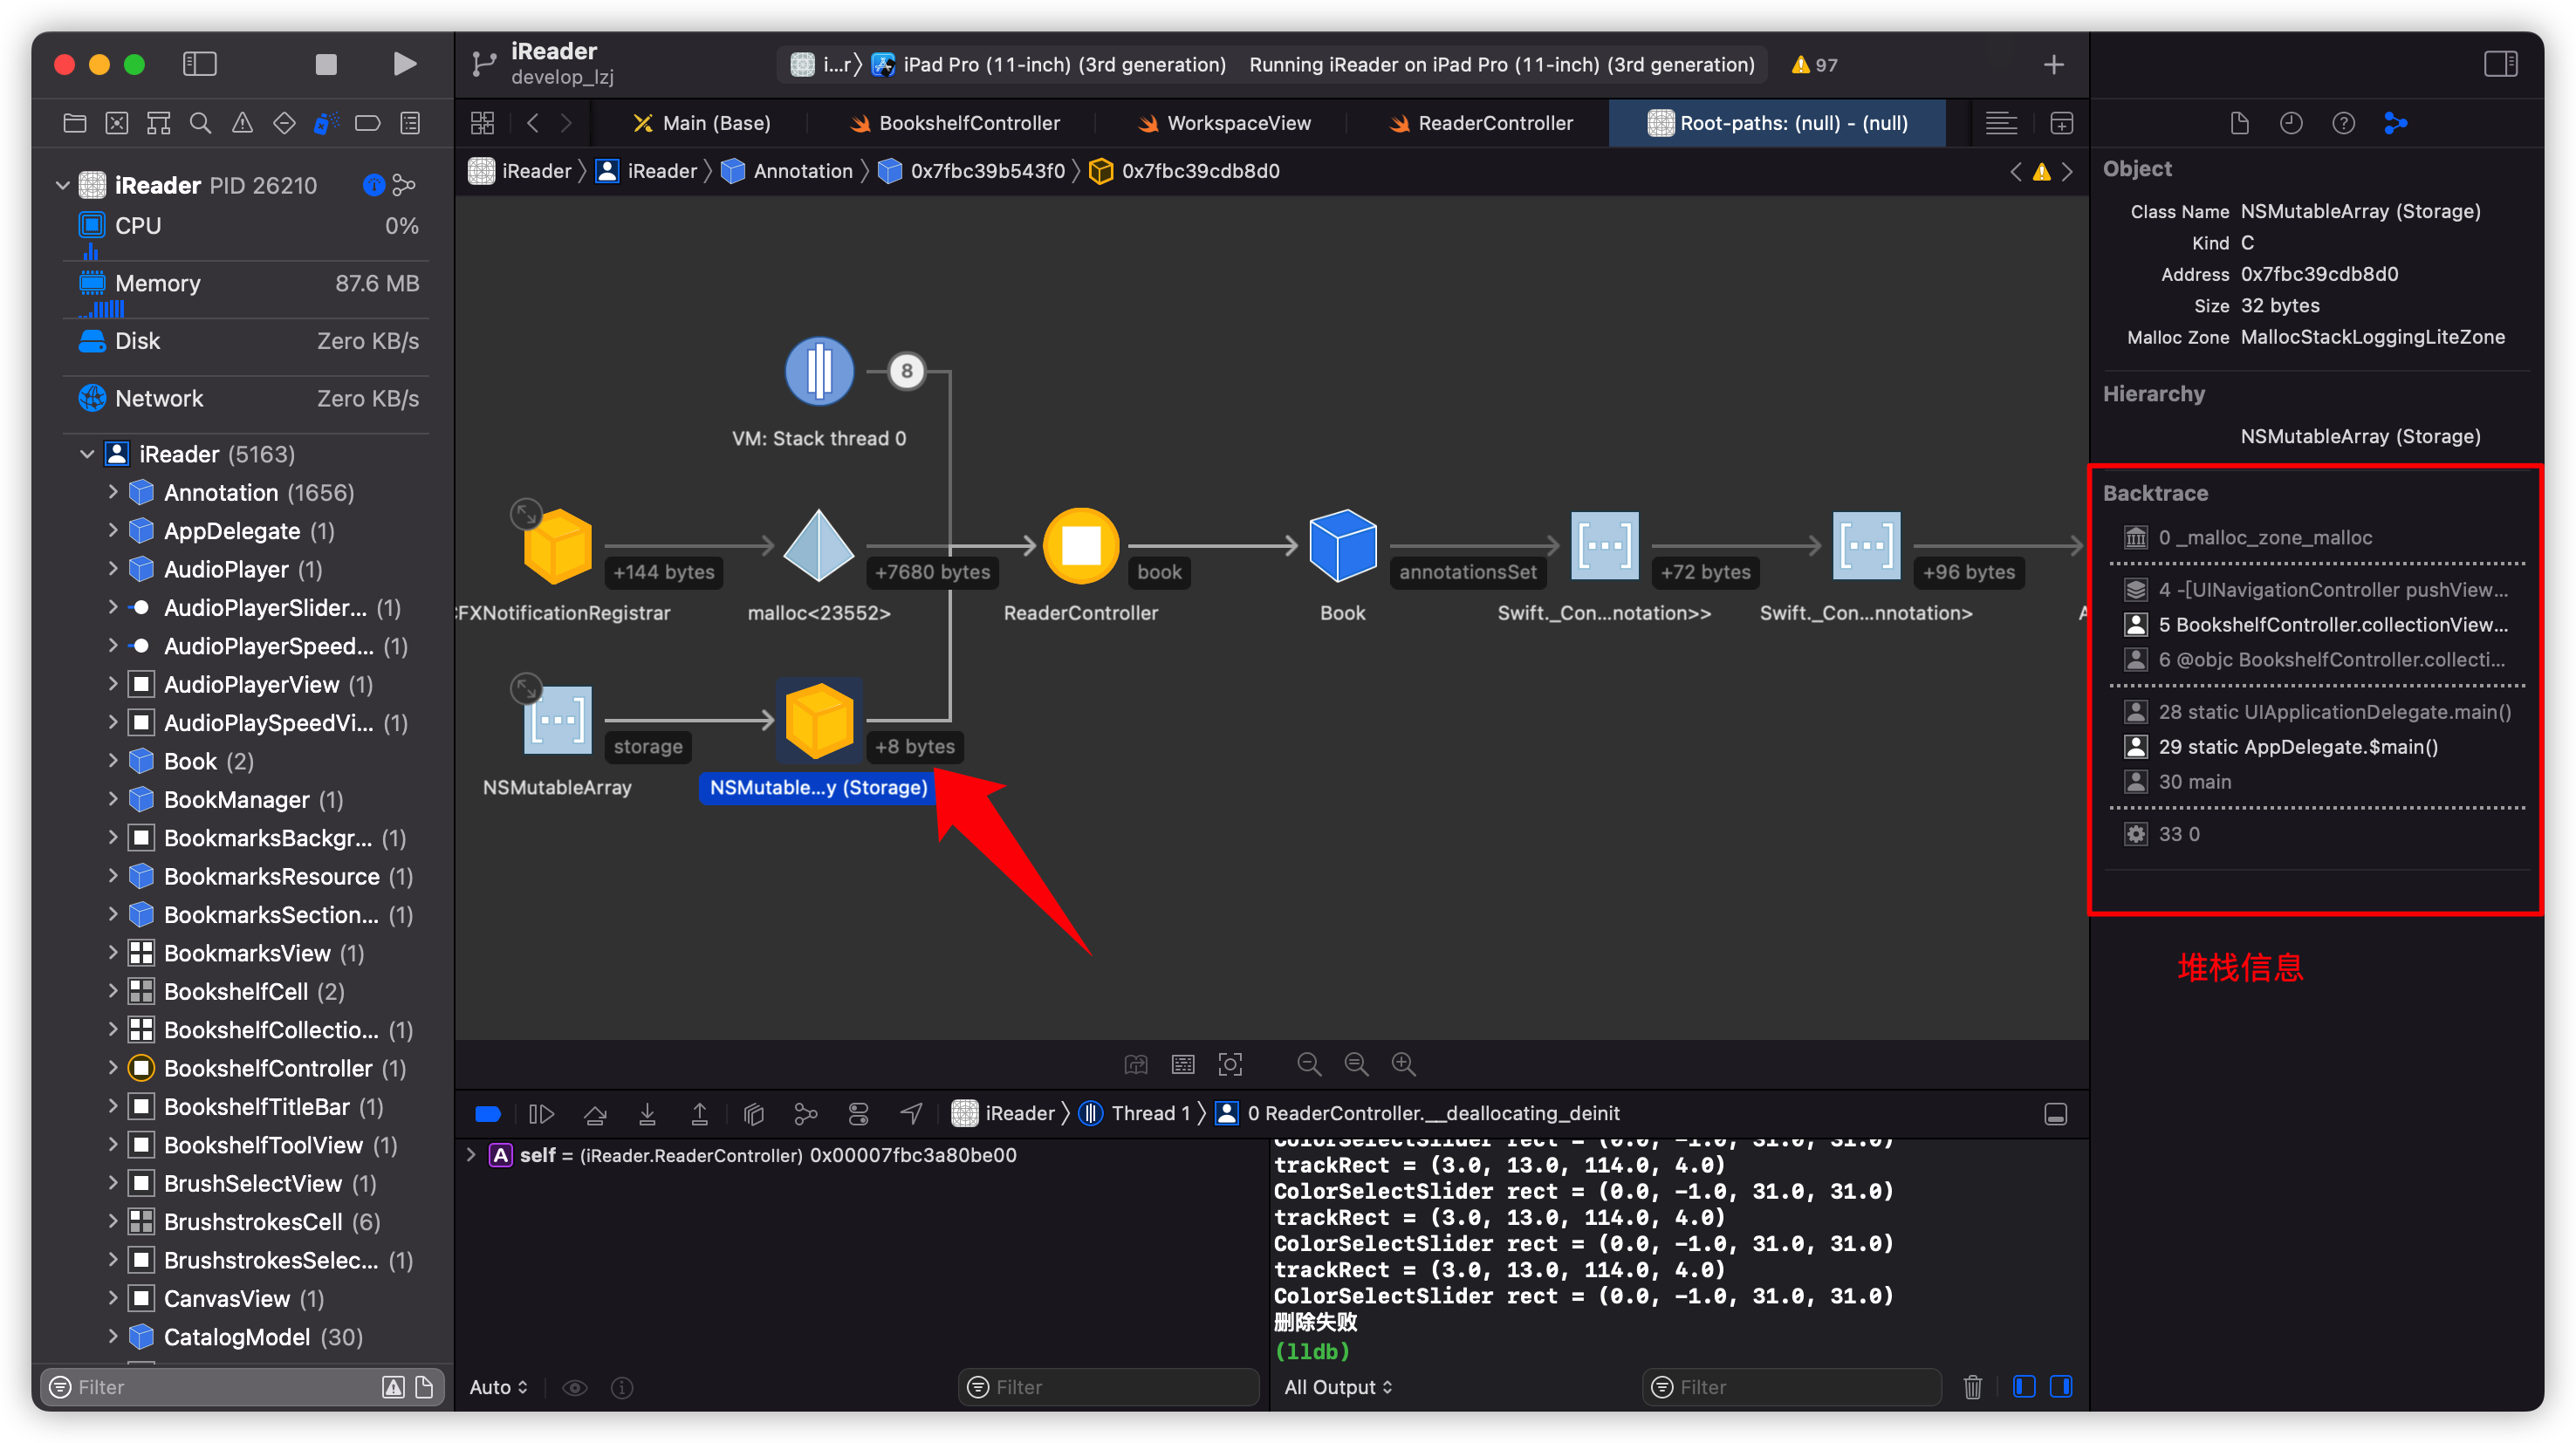 iReader
develop_lzj
i...r
iPad Pro (11-inch) (3rd generation)
Running iReader on iPad Pro (11-inch) (3rd generation)
97
Main (Base)
BookshelfController
WorkspaceView
ReaderController
Root-paths: (null) - (null)
iReader
iReader
Annotation
0x7fbc39b543f0
0x7fbc39cdb8d0
iReader PID 26210
CPU 0%
Memory 87.6 MB
Disk Zero KB/s
Network Zero KB/s
iReader (5163)
Annotation (1656)
AppDelegate (1)
AudioPlayer (1)
AudioPlayerSlider... (1)
AudioPlayerSpeed... (1)
AudioPlayerView (1)
AudioPlaySpeedVi... (1)
Book (2)
BookManager (1)
BookmarksBackgr... (1)
BookmarksResource (1)
BookmarksSection... (1)
BookmarksView (1)
BookshelfCell (2)
BookshelfCollectio... (1)
BookshelfController (1)
BookshelfTitleBar (1)
BookshelfToolView (1)
BrushSelectView (1)
BrushstrokesCell (6)
BrushstrokesSelec... (1)
CanvasView (1)
CatalogModel (30)
Filter
8
VM: Stack thread 0
+144 bytes
+7680 bytes
book
annotationsSet
+72 bytes
+96 bytes
CFXNotificationRegistrar
malloc<23552>
ReaderController
Book
Swift._Con...notation>>
Swift._Con...nnotation>
A
storage
+8 bytes
NSMutableArray
NSMutable...y (Storage)
iReader
Thread 1
0 ReaderController.__deallocating_deinit
A self = (iReader.ReaderController) 0x00007fbc3a80be00
Auto
Filter
ColorSelectSlider rect = (0.0, -1.0, 31.0, 31.0)
trackRect = (3.0, 13.0, 114.0, 4.0)
ColorSelectSlider rect = (0.0, -1.0, 31.0, 31.0)
trackRect = (3.0, 13.0, 114.0, 4.0)
ColorSelectSlider rect = (0.0, -1.0, 31.0, 31.0)
trackRect = (3.0, 13.0, 114.0, 4.0)
ColorSelectSlider rect = (0.0, -1.0, 31.0, 31.0)
删除失败
(lldb)
All Output
Filter
Object
Class Name NSMutableArray (Storage)
Kind C
Address 0x7fbc39cdb8d0
Size 32 bytes
Malloc Zone MallocStackLoggingLiteZone
Hierarchy
NSMutableArray (Storage)
Backtrace
0 _malloc_zone_malloc
4 -[UINavigationController pushView...
5 BookshelfController.collectionView...
6 @objc BookshelfController.collecti...
28 static UIApplicationDelegate.main()
29 static AppDelegate.$main()
30 main
33 0
堆栈信息